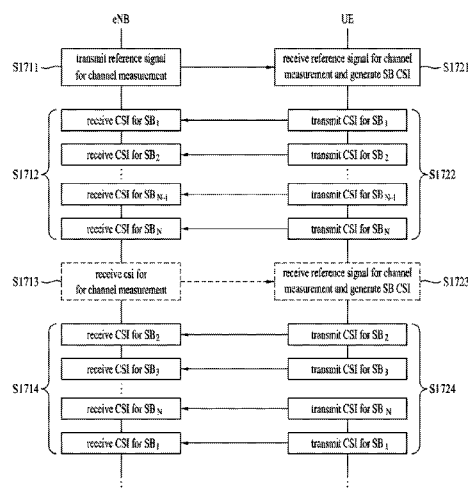 eNB UE
S1711 transmit reference signal for channel measurement receive reference signal for channel measurement and generate SB CSI S1721
receive CSI for SB1 transmit CSI for SB1
receive CSI for SB2 transmit CSI for SB2
S1712 S1722
receive CSI for SBN-1 transmit CSI for SBN-1
receive CSI for SBN transmit CSI for SBN
S1713 receive csi for for channel measurement receive reference signal for channel measurement and generate SB CSI S1723
receive CSI for SB2 transmit CSI for SB2
receive CSI for SB3 transmit CSI for SB3
S1714 S1724
receive CSI for SBN transmit CSI for SBN
receive CSI for SB1 transmit CSI for SB1